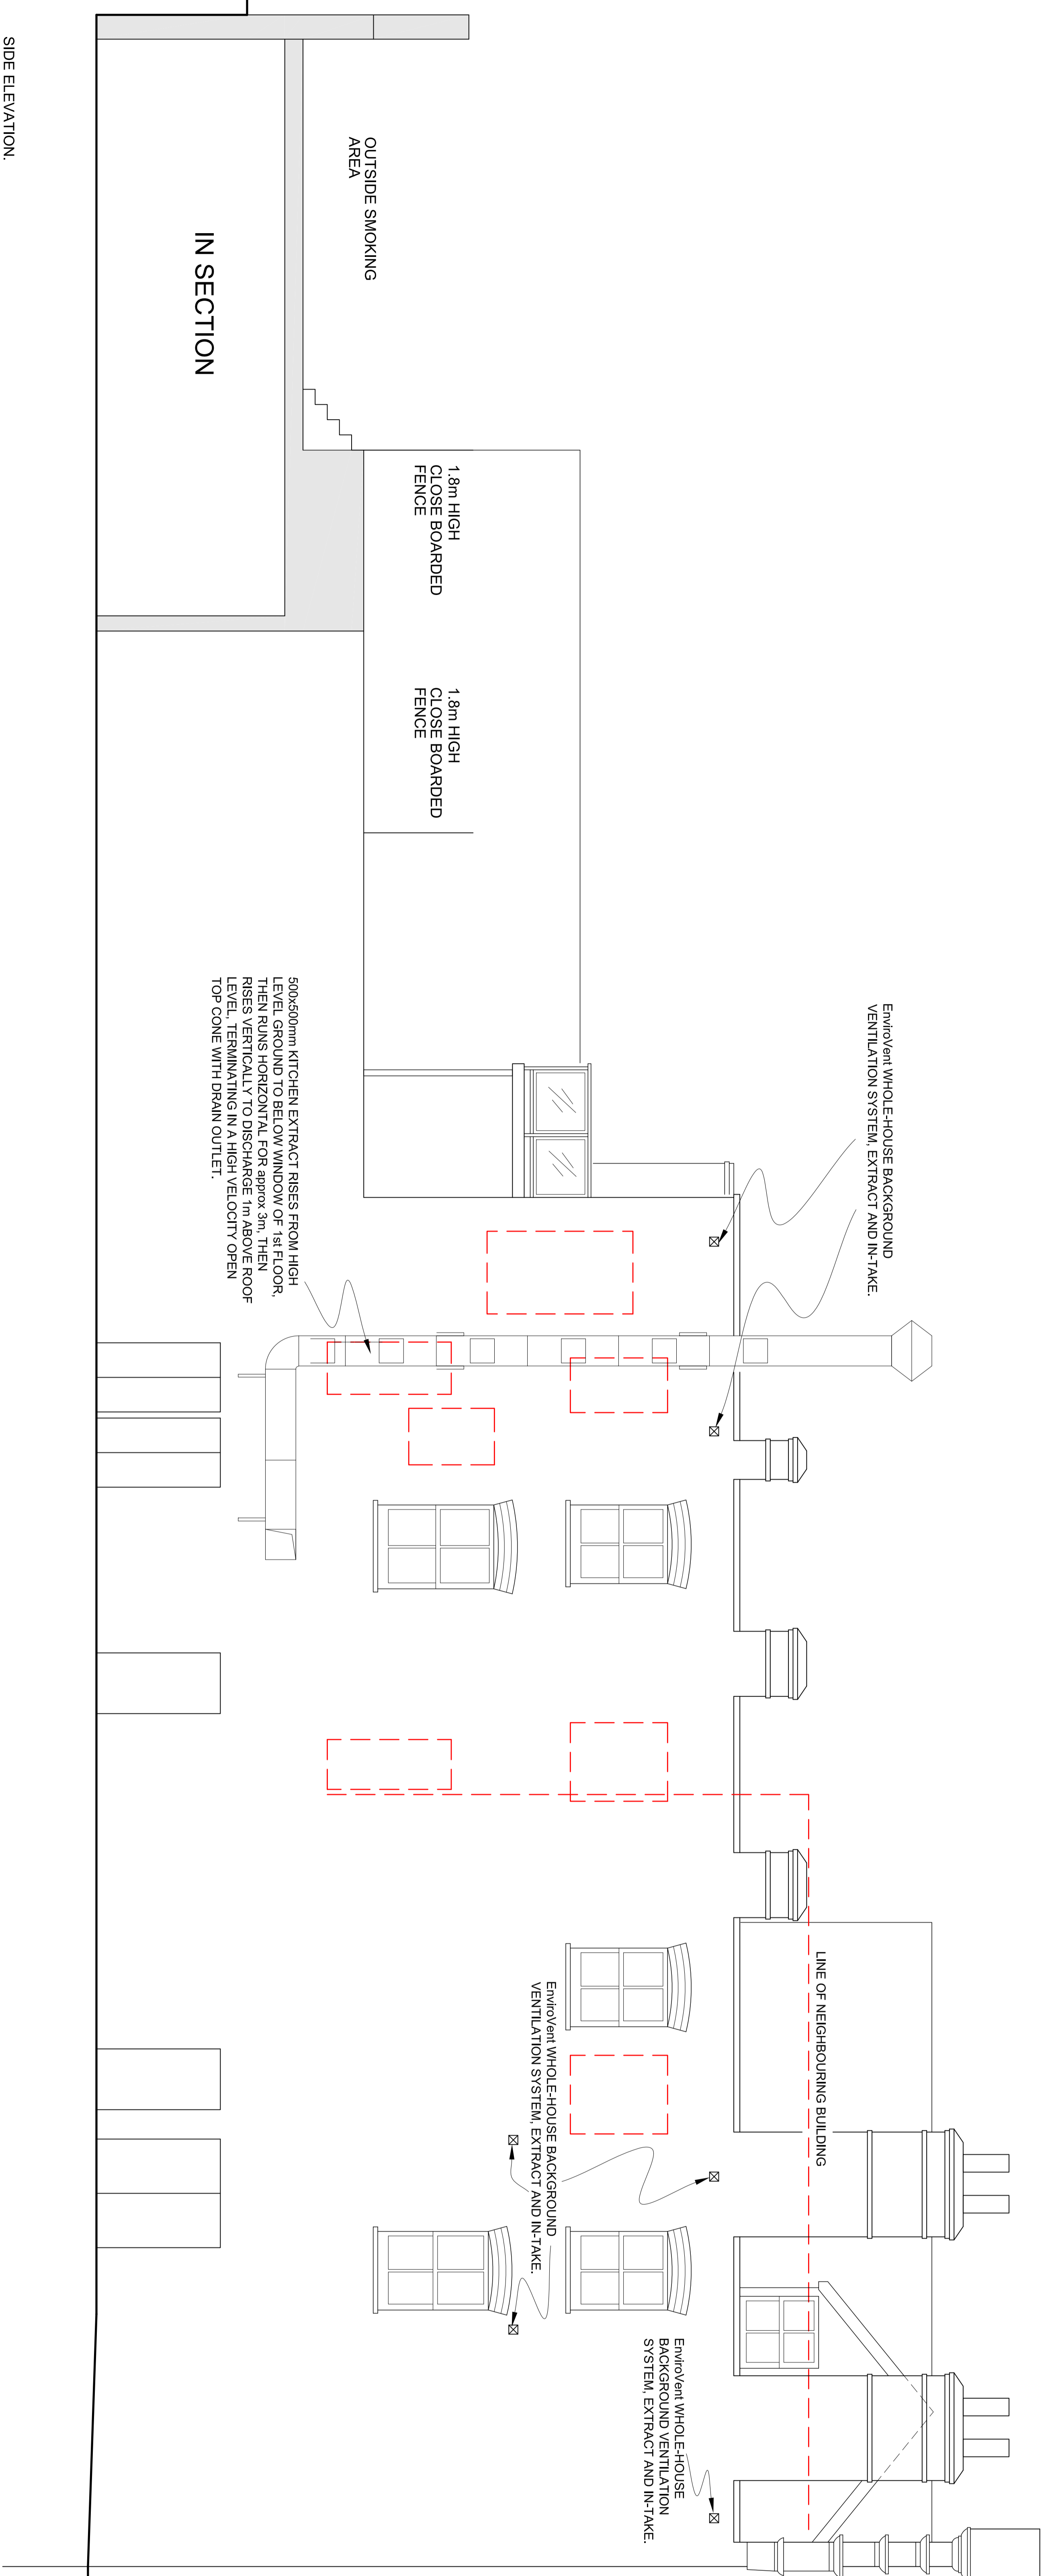 EnviroVent WHOLE-HOUSE BACKGROUND
VENTILATION SYSTEM, EXTRACT AND IN-TAKE.
LINE OF NEIGHBOURING BUILDING
EnviroVent WHOLE-HOUSE
BACKGROUND VENTILATION
SYSTEM, EXTRACT AND IN-TAKE.
EnviroVent WHOLE-HOUSE BACKGROUND
VENTILATION SYSTEM, EXTRACT AND IN-TAKE.
OUTSIDE SMOKING
AREA
1.8m HIGH
CLOSE BOARDED
FENCE
1.8m HIGH
CLOSE BOARDED
FENCE
500x500mm KITCHEN EXTRACT RISES FROM HIGH
LEVEL GROUND TO BELOW WINDOW OF 1st FLOOR,
THEN RUNS HORIZONTAL FOR approx 3m, THEN
RISES VERTICALLY TO DISCHARGE 1m ABOVE ROOF
LEVEL, TERMINATING IN A HIGH VELOCITY OPEN
TOP CONE WITH DRAIN OUTLET.
IN SECTION
SIDE ELEVATION.